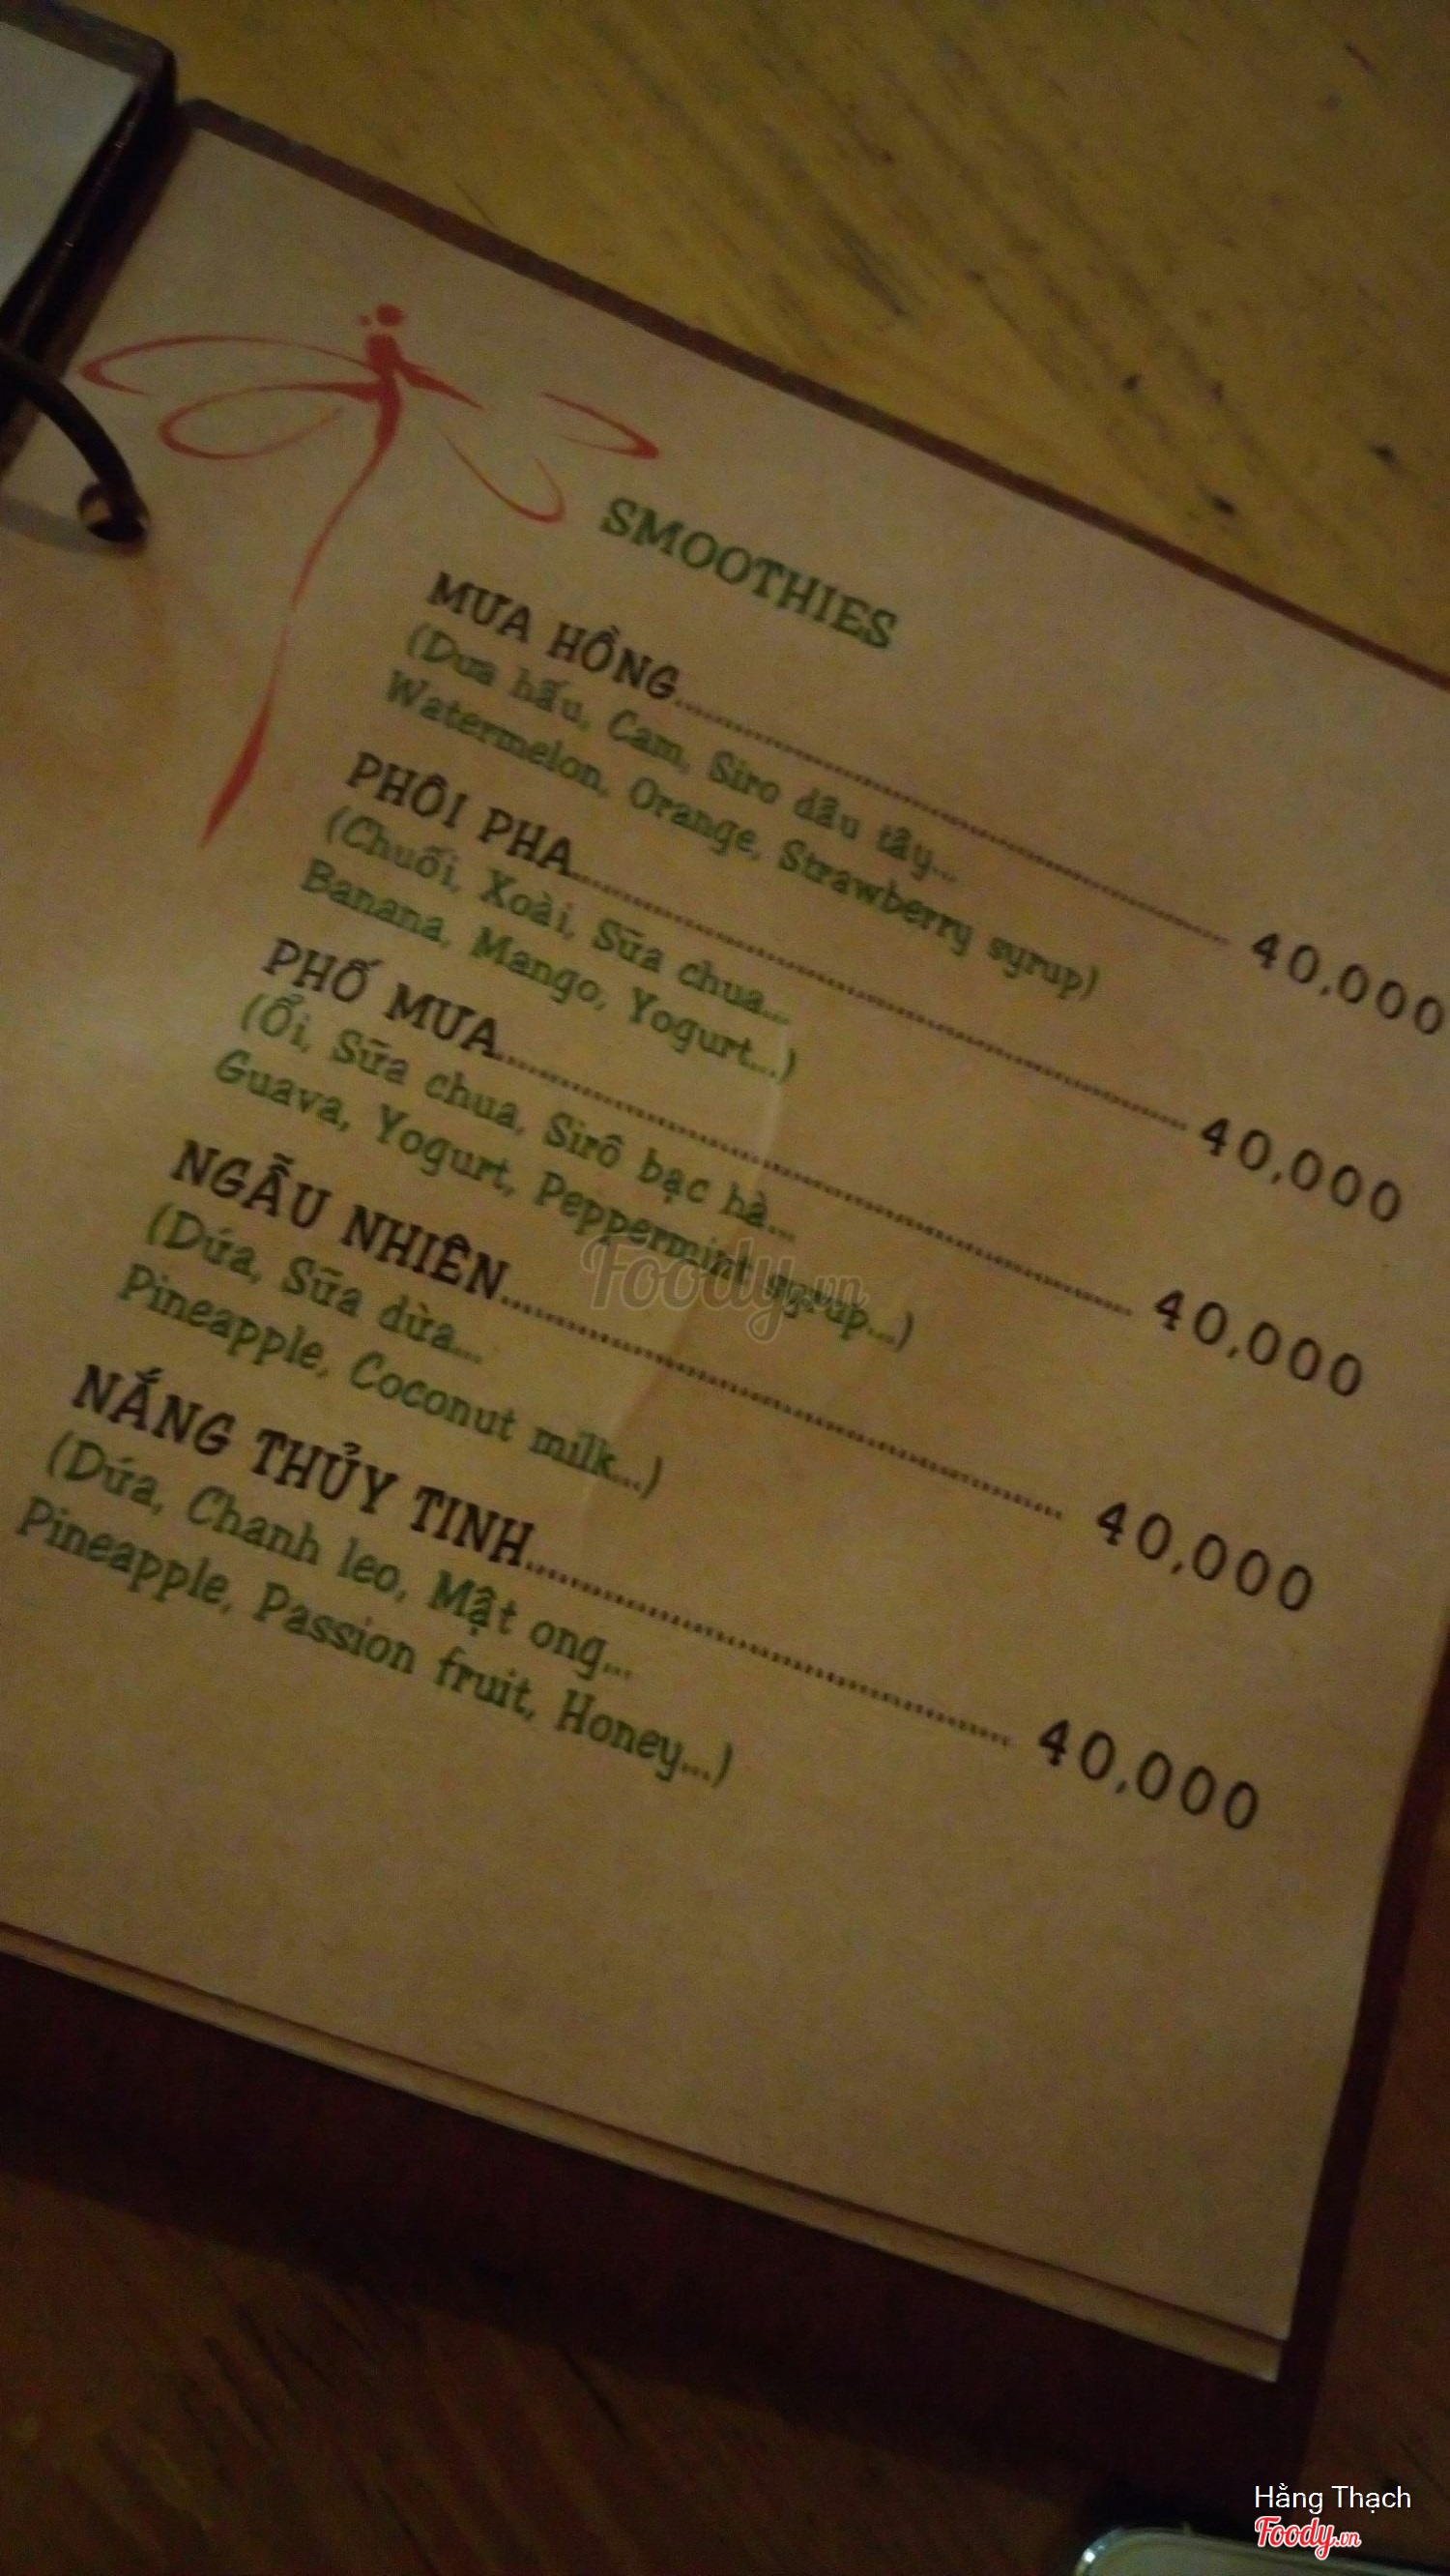 SMOOTHIES
MƯA HỒNG........................ 40,000
(Dưa hấu, Cam, Siro dâu tây...
Watermelon, Orange, Strawberry syrup)
PHÔI PHA........................ 40,000
(Chuối, Xoài, Sữa chua...
Banana, Mango, Yogurt...)
PHỐ MƯA........................ 40,000
(Ổi, Sữa chua, Sirô bạc hà...
Guava, Yogurt, Peppermint syrup...)
NGẪU NHIÊN........................ 40,000
(Dứa, Sữa dừa...
Pineapple, Coconut milk...)
NẮNG THỦY TINH........................ 40,000
(Dứa, Chanh leo, Mật ong...
Pineapple, Passion fruit, Honey...)
Foody.vn
Hằng Thạch
Foody.vn